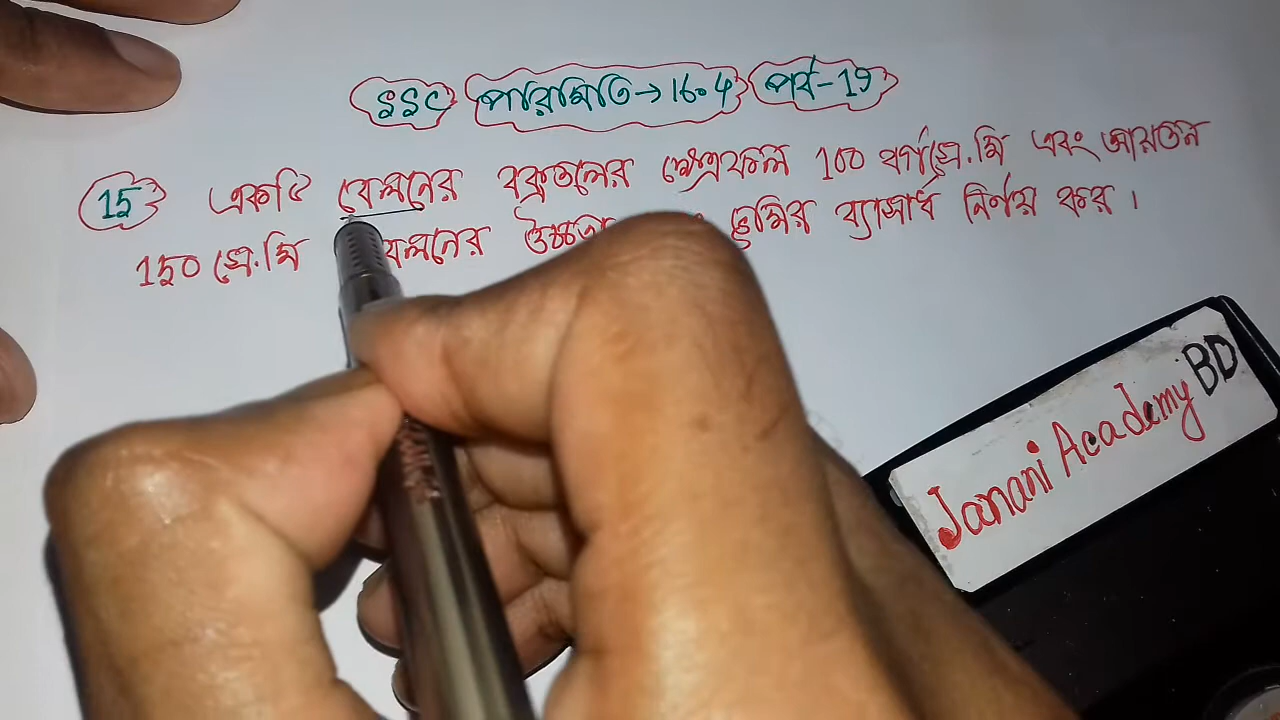 SSC পরিমিতি→16.4 পর্ব-19
15 একটি বেলনের বক্রতলের ক্ষেত্রফল 100 বর্গসে.মি এবং আয়তন
150 সে.মি বেলনের উচ্চতা ভূমির ব্যাসার্ধ নির্ণয় কর।
Janani Academy BD